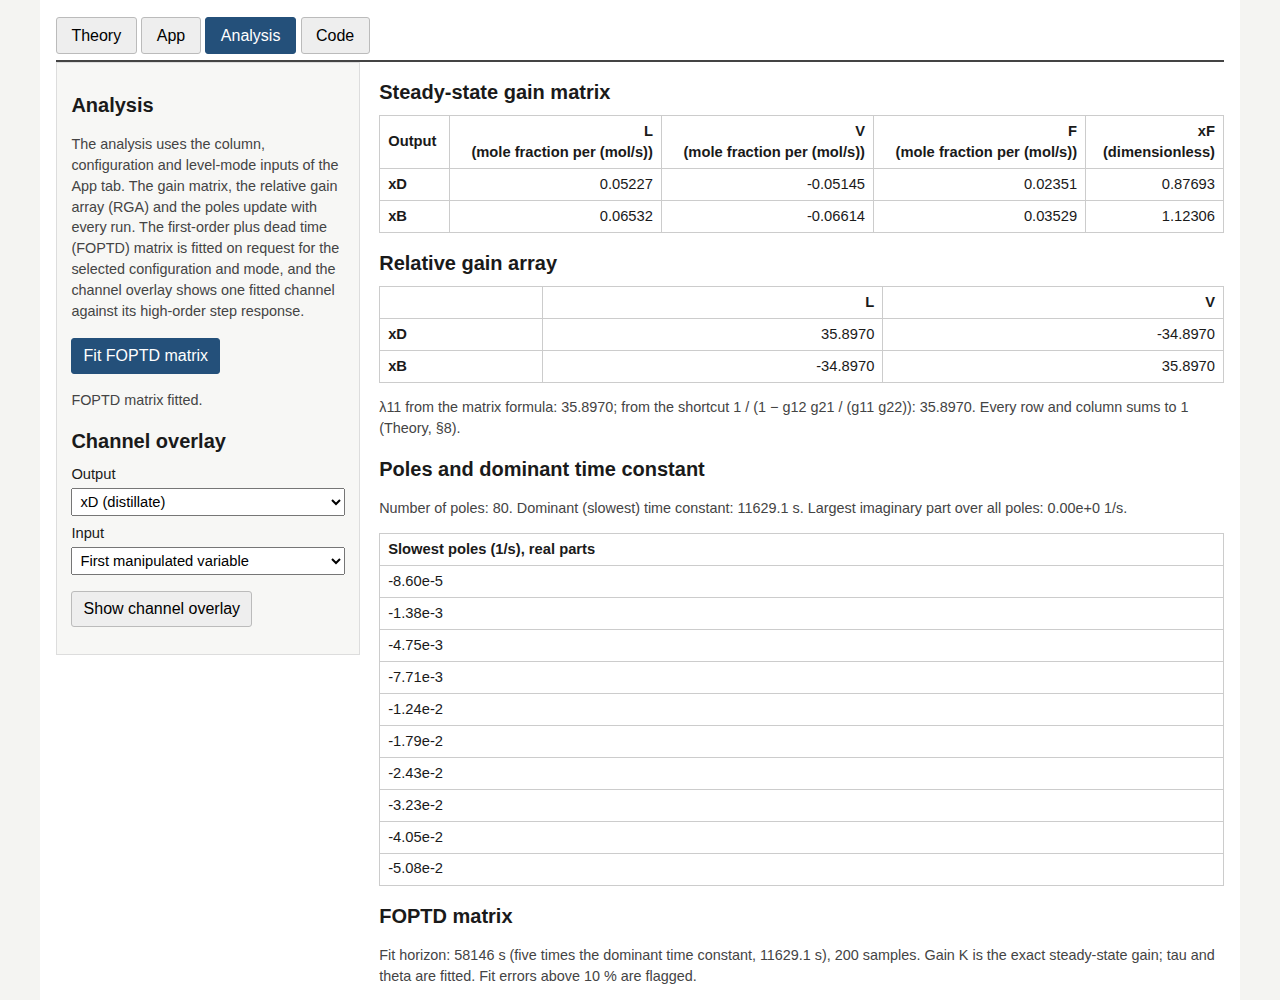 Theory App Analysis Code
Analysis
The analysis uses the column,
configuration and level-mode inputs of the
App tab. The gain matrix, the relative gain
array (RGA) and the poles update with
every run. The first-order plus dead time
(FOPTD) matrix is fitted on request for the
selected configuration and mode, and the
channel overlay shows one fitted channel
against its high-order step response.
Fit FOPTD matrix
FOPTD matrix fitted.
Channel overlay
Output
xD (distillate)
Input
First manipulated variable
Show channel overlay
Steady-state gain matrix
Output L V F xF
(mole fraction per (mol/s)) (mole fraction per (mol/s)) (mole fraction per (mol/s)) (dimensionless)
xD 0.05227 -0.05145 0.02351 0.87693
xB 0.06532 -0.06614 0.03529 1.12306
Relative gain array
L V
xD 35.8970 -34.8970
xB -34.8970 35.8970
λ11 from the matrix formula: 35.8970; from the shortcut 1 / (1 − g12 g21 / (g11 g22)): 35.8970. Every row and column sums to 1
(Theory, §8).
Poles and dominant time constant
Number of poles: 80. Dominant (slowest) time constant: 11629.1 s. Largest imaginary part over all poles: 0.00e+0 1/s.
Slowest poles (1/s), real parts
-8.60e-5
-1.38e-3
-4.75e-3
-7.71e-3
-1.24e-2
-1.79e-2
-2.43e-2
-3.23e-2
-4.05e-2
-5.08e-2
FOPTD matrix
Fit horizon: 58146 s (five times the dominant time constant, 11629.1 s), 200 samples. Gain K is the exact steady-state gain; tau and
theta are fitted. Fit errors above 10 % are flagged.